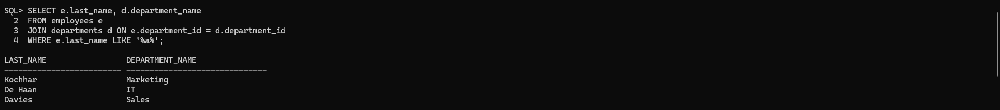 SQL> SELECT e.last_name, d.department_name
  2  FROM employees e
  3  JOIN departments d ON e.department_id = d.department_id
  4  WHERE e.last_name LIKE '%a%';

LAST_NAME                 DEPARTMENT_NAME
------------------------- ------------------------------
Kochhar                   Marketing
De Haan                   IT
Davies                    Sales